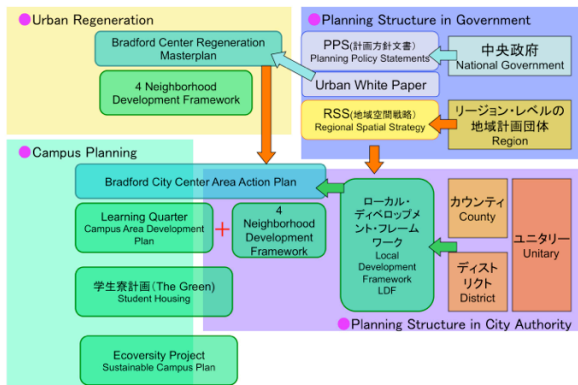 ●Urban Regeneration
Bradford Center Regeneration
Masterplan
4 Neighborhood
Development Framework
●Planning Structure in Government
PPS(計画方針文書)
Planning Policy Statements
Urban White Paper
RSS(地域空間戦略)
Regional Spatial Strategy
中央政府
National Government
リージョン・レベルの
地域計画団体
Region
●Campus Planning
Bradford City Center Area Action Plan
Learning Quarter
Campus Area Development
Plan
+
4
Neighborhood
Development
Framework
学生寮計画(The Green)
Student Housing
Ecoversity Project
Sustainable Campus Plan
ローカル・
ディベロップメ
ント・フレーム
ワーク
Local
Development
Framework
LDF
カウンティ
County
ディスト
リクト
District
ユニタリー
Unitary
●Planning Structure in City Authority